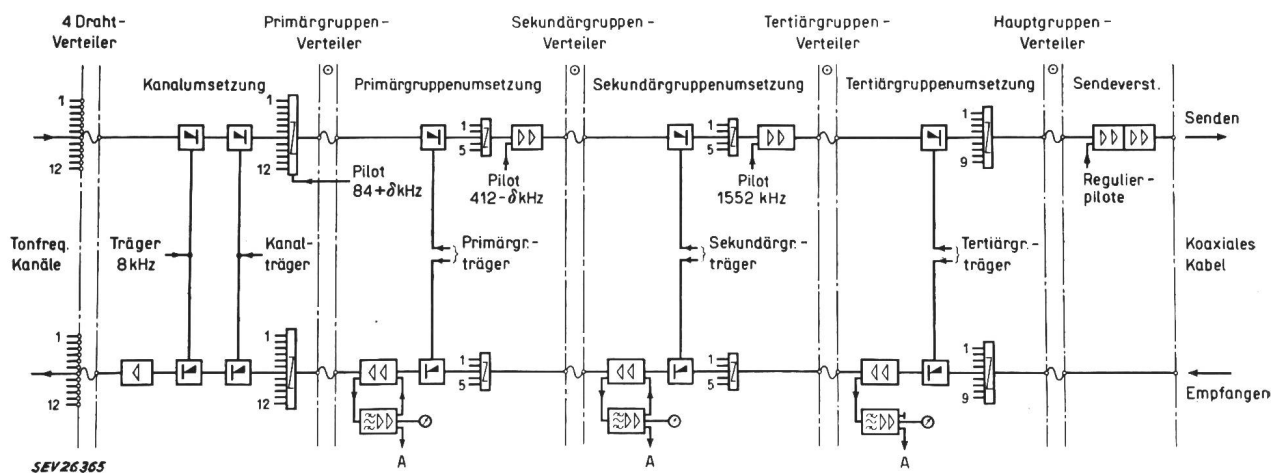 4 Draht-
Verteiler
Primärgruppen-
Verteiler
Sekundärgruppen-
Verteiler
Tertiärgruppen-
Verteiler
Hauptgruppen-
Verteiler
Kanalumsetzung
Primärgruppenumsetzung
Sekundärgruppenumsetzung
Tertiärgruppenumsetzung
Sendeverst.
1
12
1
12
1
5
1
5
1
9
Senden
Pilot
84+δkHz
Pilot
412-δkHz
Pilot
1552 kHz
Regulier-
pilote
Tonfreq.
Kanäle
Träger
8kHz
Kanal-
träger
Primärgr.-
träger
Sekundärgr.-
träger
Tertiärgr.-
träger
Koaxiales
Kabel
1
12
1
12
1
5
1
5
1
9
Empfangen
A
A
A
SEV26365